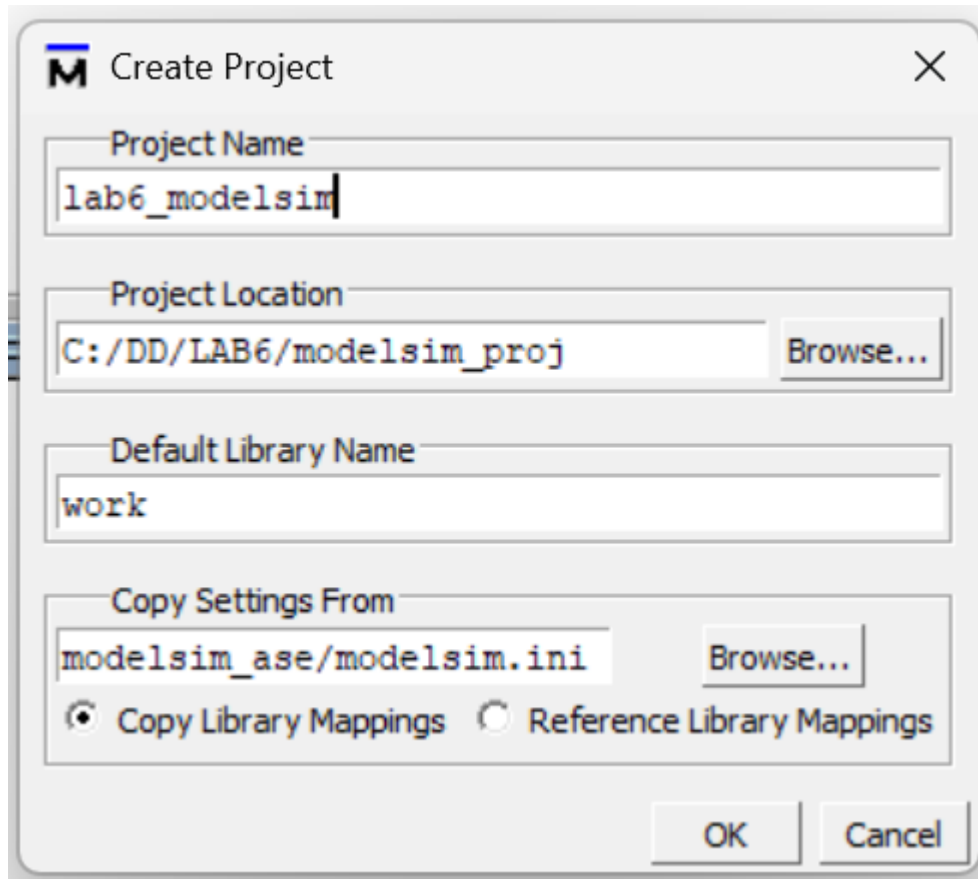 Create Project
Project Name
lab6_modelsim
Project Location
C:/DD/LAB6/modelsim_proj
Browse...
Default Library Name
work
Copy Settings From
modelsim_ase/modelsim.ini
Browse...
Copy Library Mappings Reference Library Mappings
OK Cancel